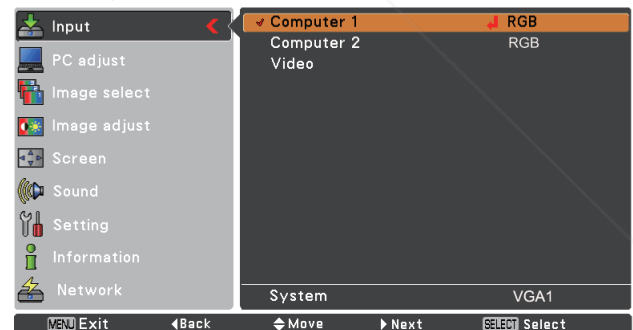 Input
PC adjust
Image select
Image adjust
Screen
Sound
Setting
Information
Network
Computer 1 RGB
Computer 2 RGB
Video
System VGA1
MENU Exit Back Move Next SELECT Select